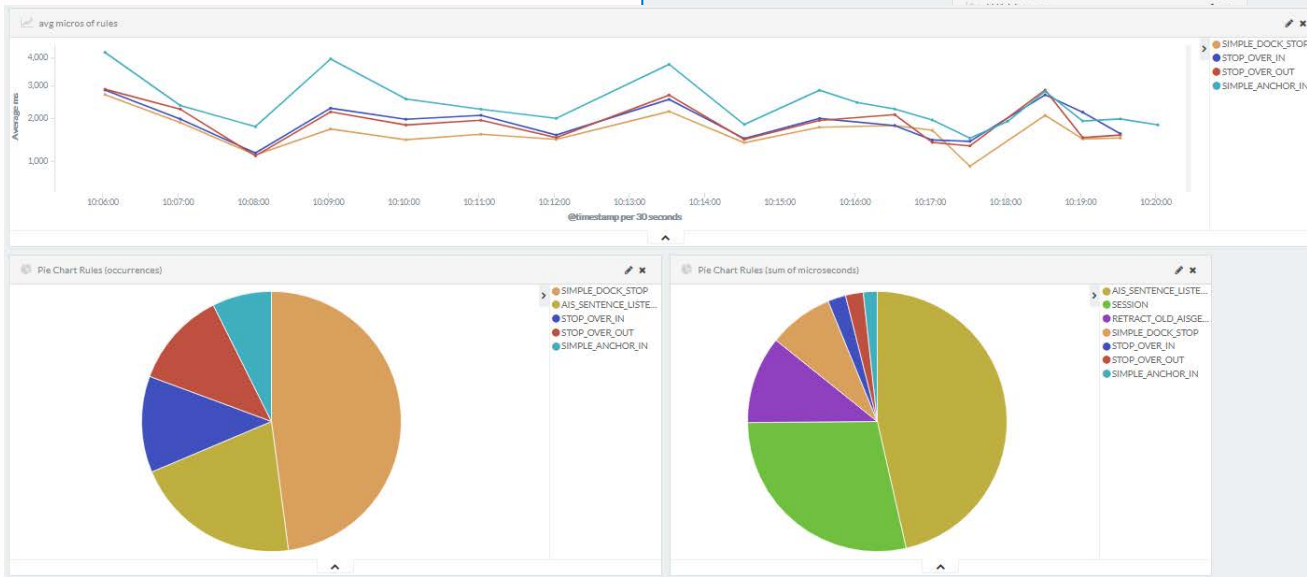 avg micros of rules
4,000
3,000
2,000
1,000
Average ms
10:06:00 10:07:00 10:08:00 10:09:00 10:10:00 10:11:00 10:12:00 10:13:00 10:14:00 10:15:00 10:16:00 10:17:00 10:18:00 10:19:00 10:20:00
@timestamp per 30 seconds
SIMPLE_DOCK_STOP
STOP_OVER_IN
STOP_OVER_OUT
SIMPLE_ANCHOR_IN
Pie Chart Rules (occurrences)
SIMPLE_DOCK_STOP
AIS_SENTENCE_LISTE...
STOP_OVER_IN
STOP_OVER_OUT
SIMPLE_ANCHOR_IN
Pie Chart Rules (sum of microseconds)
AIS_SENTENCE_LISTE...
SESSION
RETRACT_OLD_AISGE...
SIMPLE_DOCK_STOP
STOP_OVER_IN
STOP_OVER_OUT
SIMPLE_ANCHOR_IN